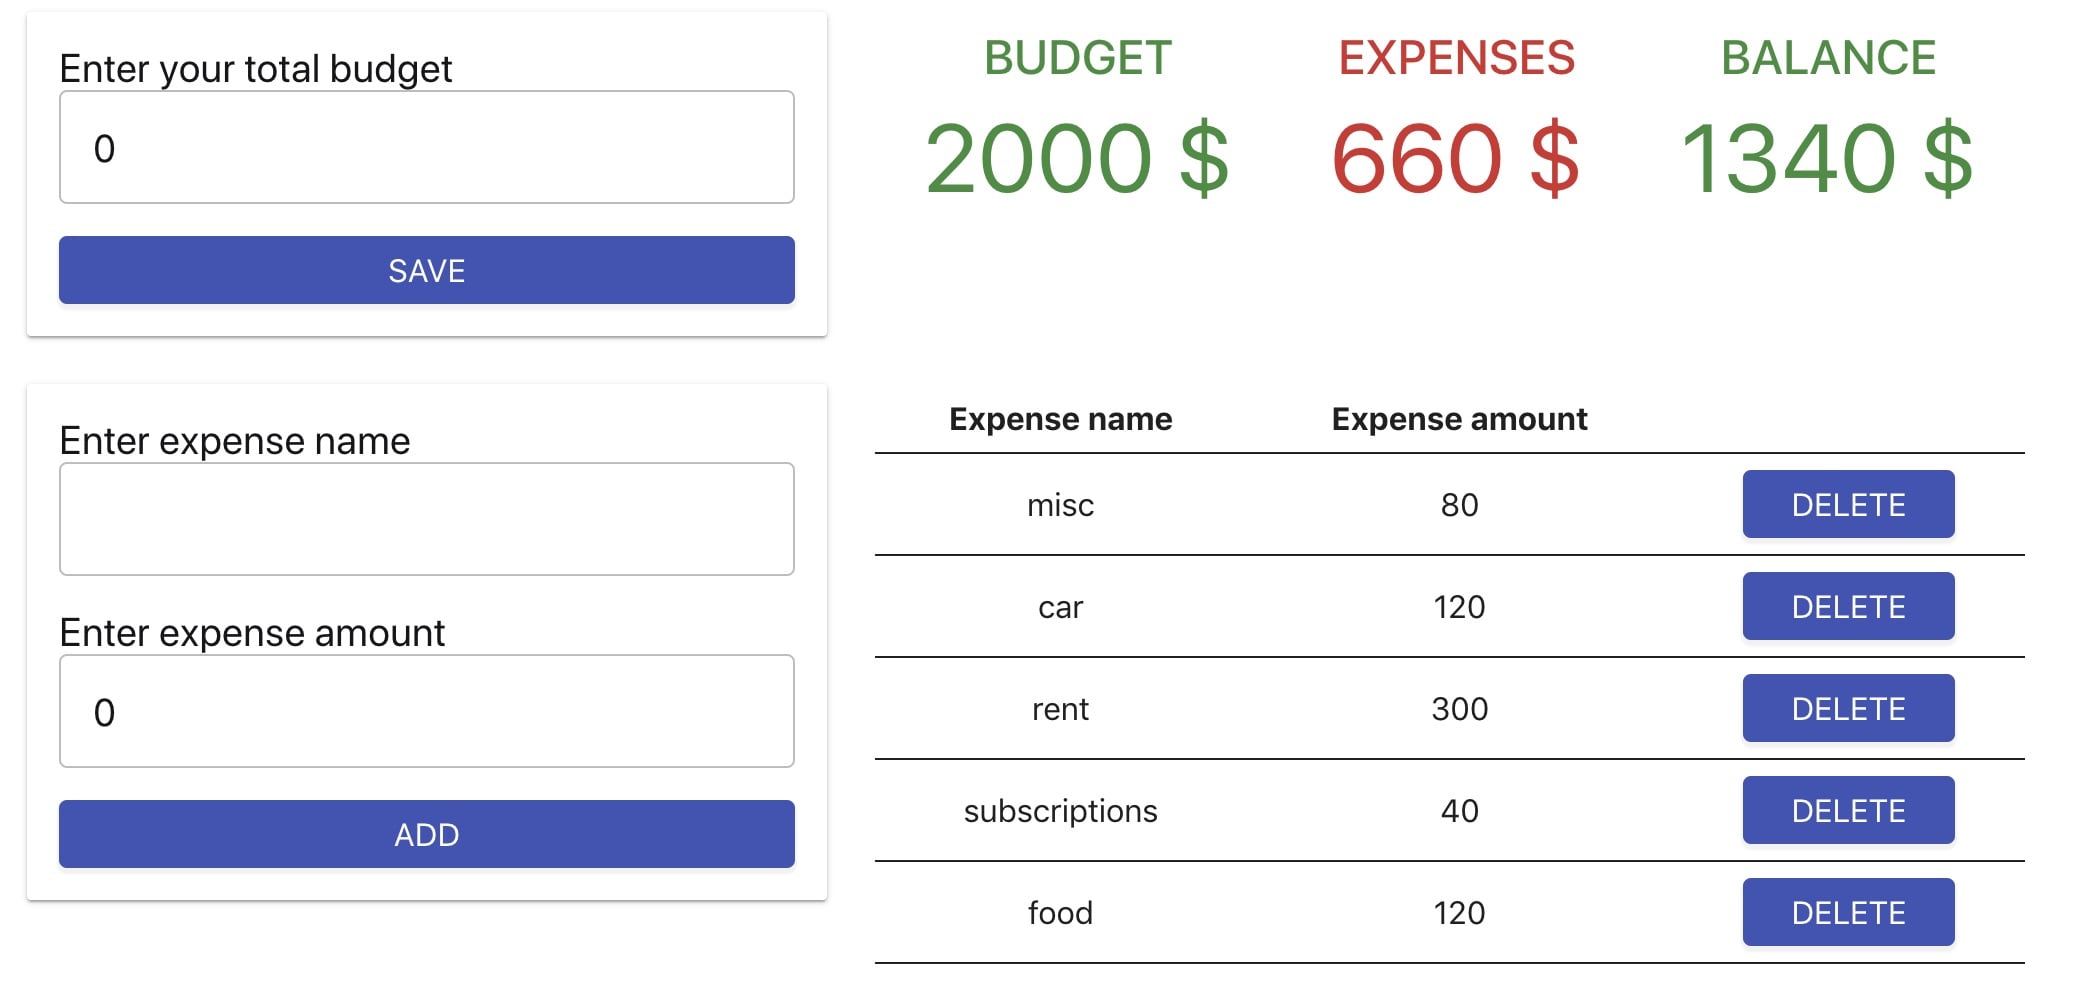 Enter your total budget
0
SAVE
BUDGET EXPENSES BALANCE
2000 $ 660 $ 1340 $
Enter expense name
Enter expense amount
0
ADD
Expense name Expense amount
misc 80 DELETE
car 120 DELETE
rent 300 DELETE
subscriptions 40 DELETE
food 120 DELETE